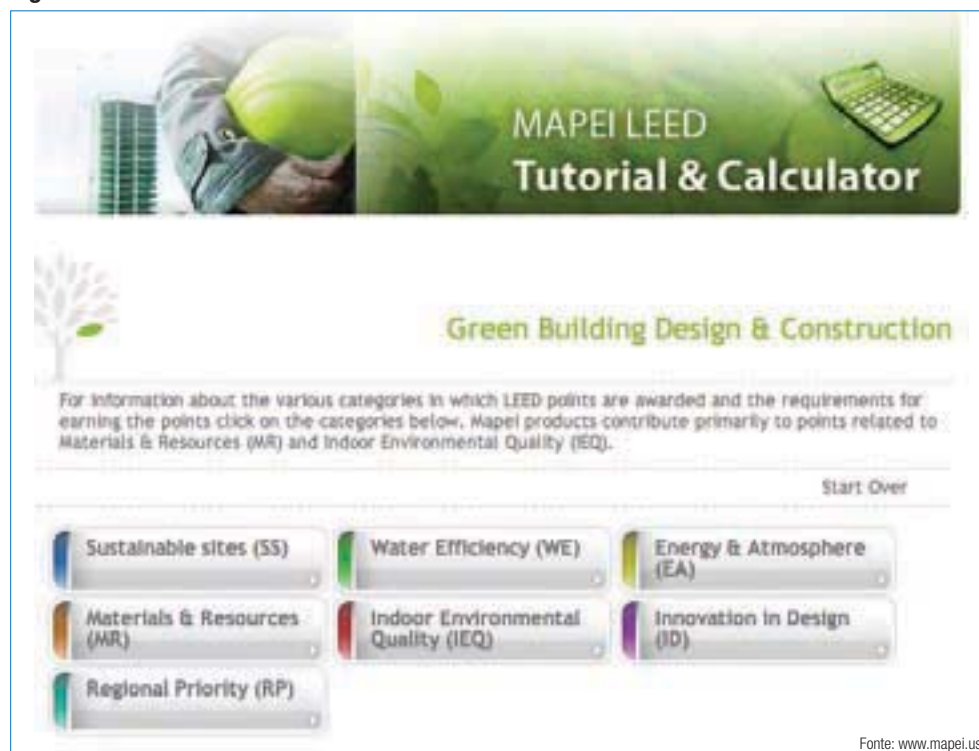 MAPEI LEED
Tutorial & Calculator
Green Building Design & Construction
For information about the various categories in which LEED points are awarded and the requirements for
earning the points click on the categories below. Mapei products contribute primarily to points related to
Materials & Resources (MR) and Indoor Environmental Quality (IEQ).
Start Over
Sustainable sites (SS)
Water Efficiency (WE)
Energy & Atmosphere
(EA)
Materials & Resources
(MR)
Indoor Environmental
Quality (IEQ)
Innovation in Design
(ID)
Regional Priority (RP)
Fonte: www.mapei.us